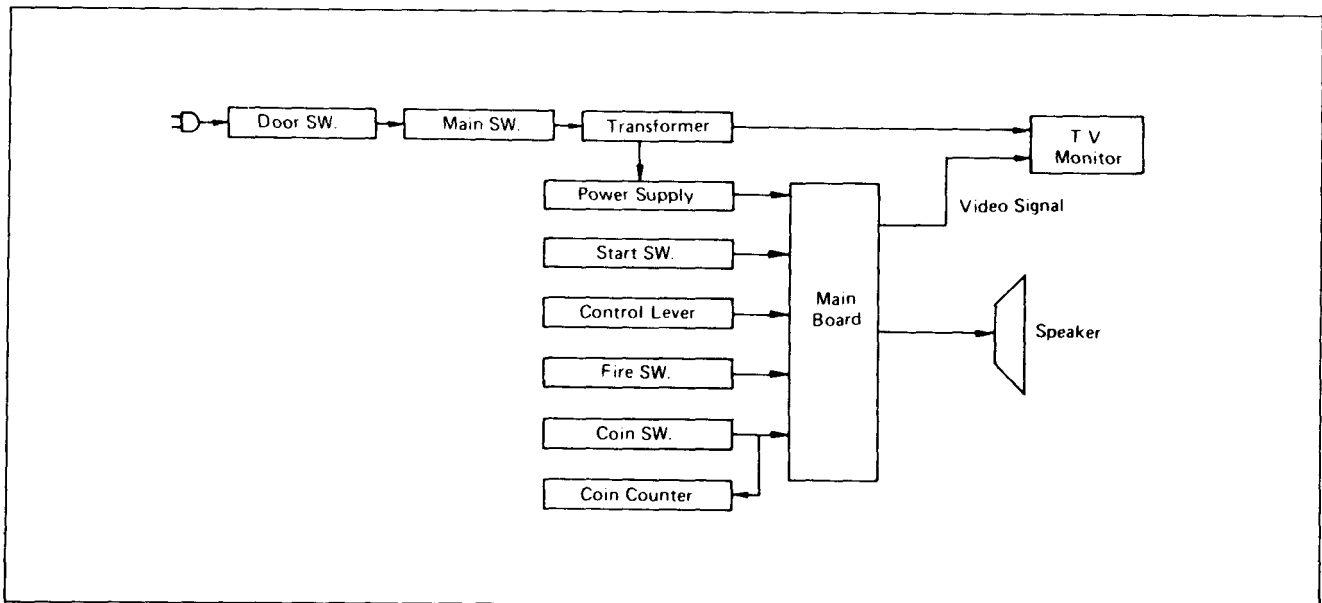 Door SW.
Main SW.
Transformer
TV
Monitor
Power Supply
Video Signal
Start SW.
Control Lever
Main
Board
Speaker
Fire SW.
Coin SW.
Coin Counter